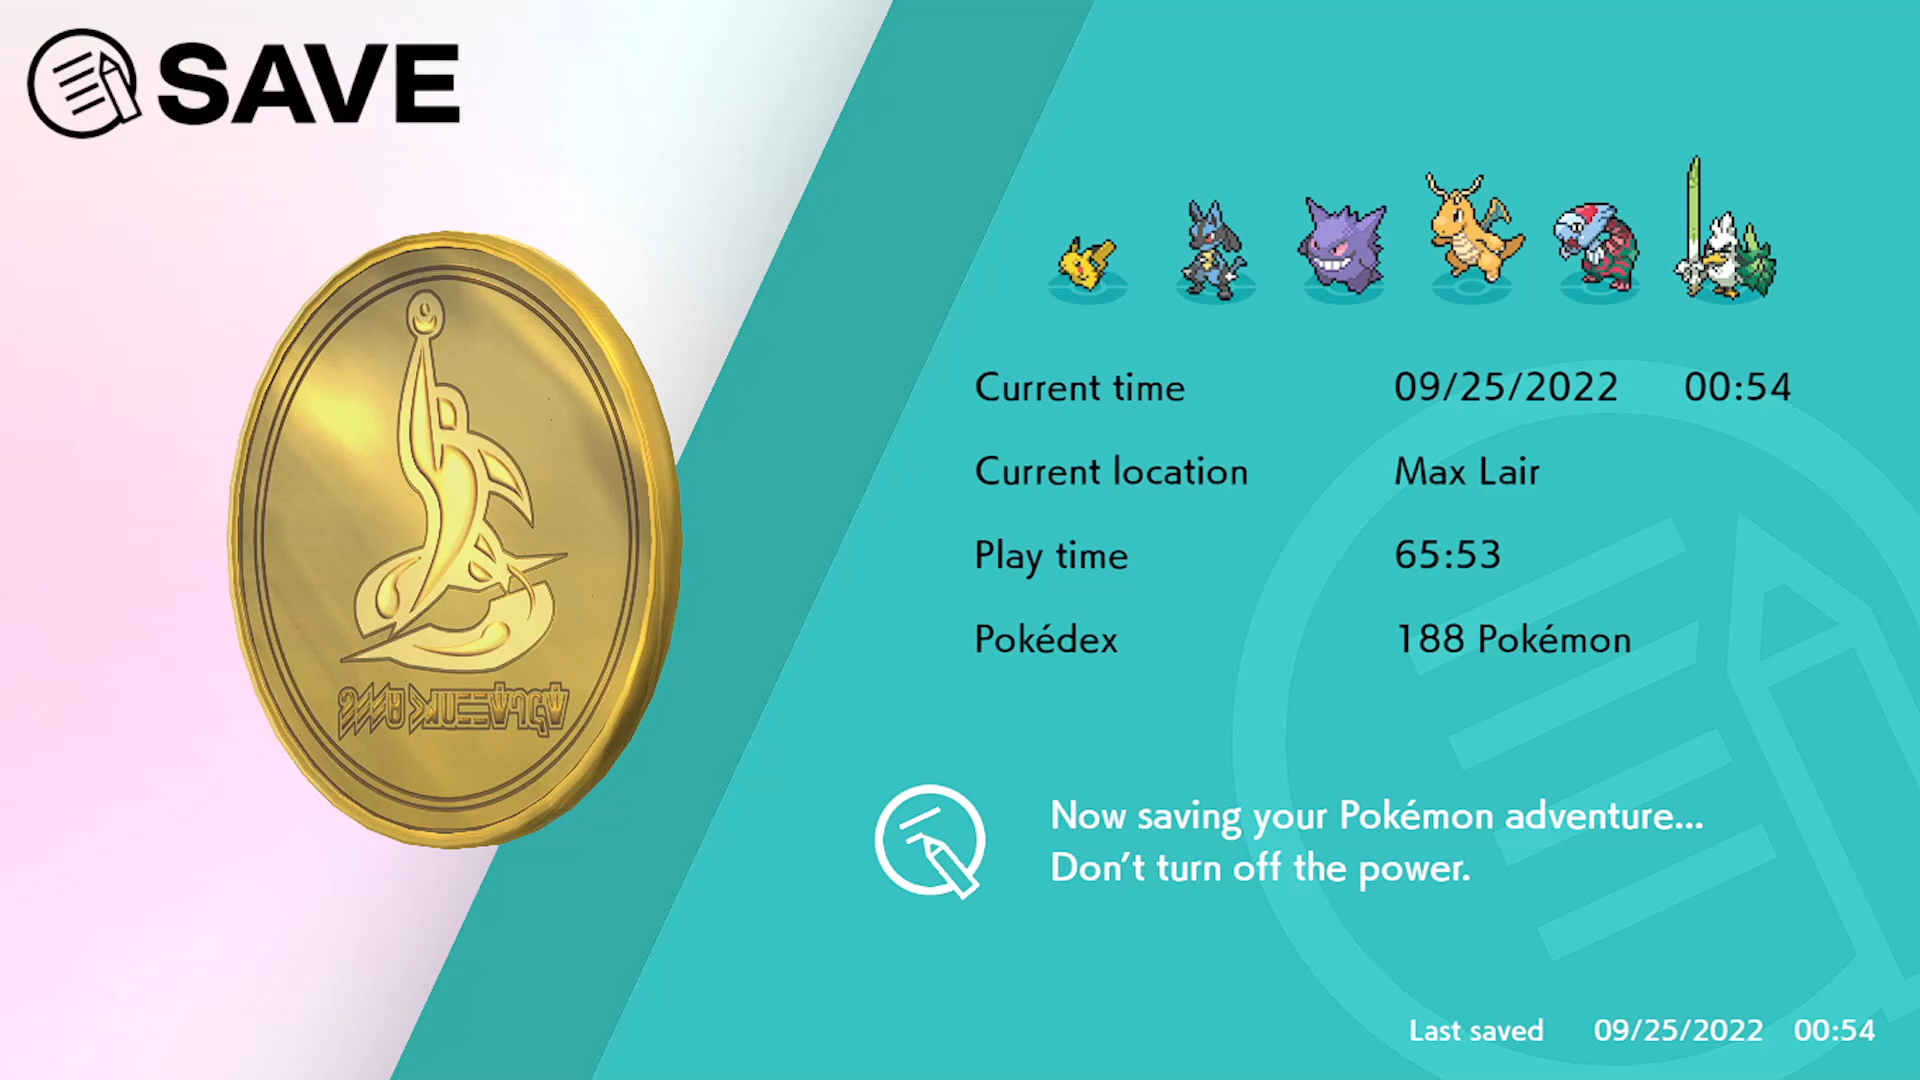 SAVE
Current time 09/25/2022 00:54
Current location Max Lair
Play time 65:53
Pokédex 188 Pokémon
Now saving your Pokémon adventure...
Don't turn off the power.
Last saved 09/25/2022 00:54